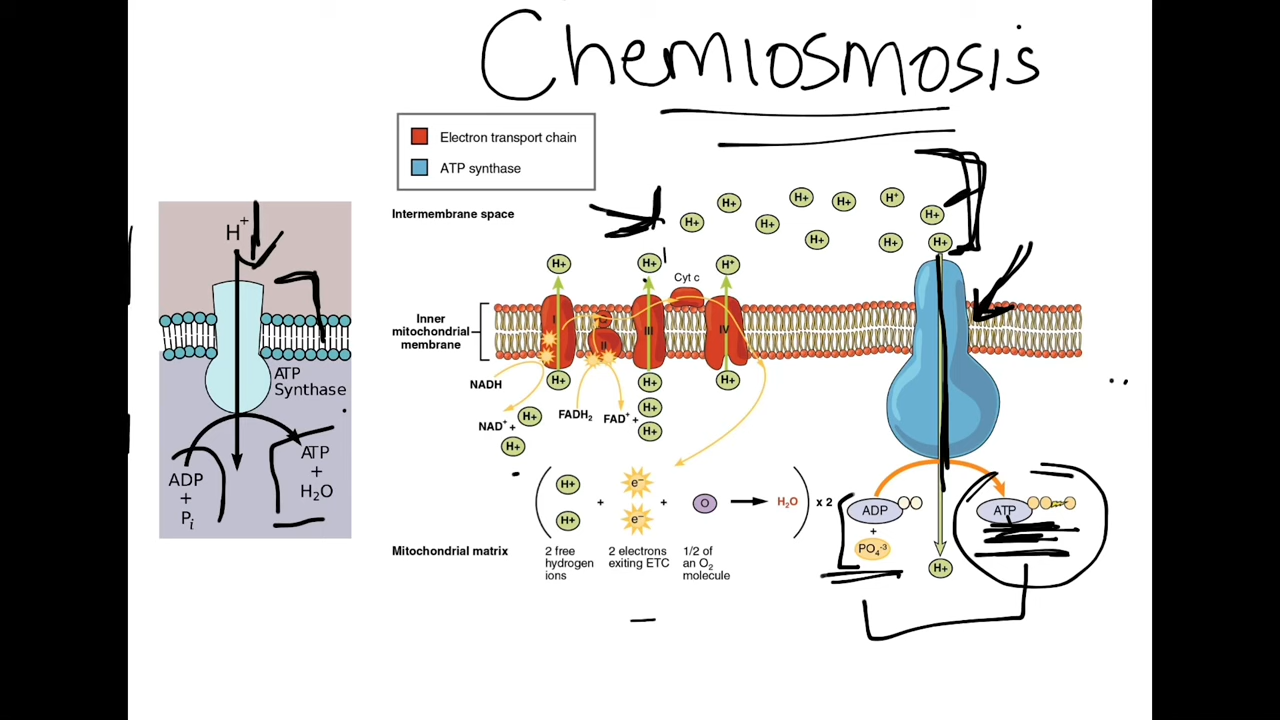 Chemiosmosis
Electron transport chain
ATP synthase
Intermembrane space
H+
H+
H+
H+
H+
H+
H+
H+
H+
H+
H+
H+
H+
H+
Cyt c
Inner
mitochondrial
membrane
I
II
III
IV
H+
H+
H+
H+
H+
NADH
NAD+ +
H+
H+
FADH2
FAD+ +
H+
H+
e−
e−
+
+
O
H2O
x 2
Mitochondrial matrix
2 free
hydrogen
ions
2 electrons
exiting ETC
1/2 of
an O2
molecule
ADP
+
PO4-3
ATP
H+
H+
ATP
Synthase
ADP
+
Pi
ATP
+
H2O